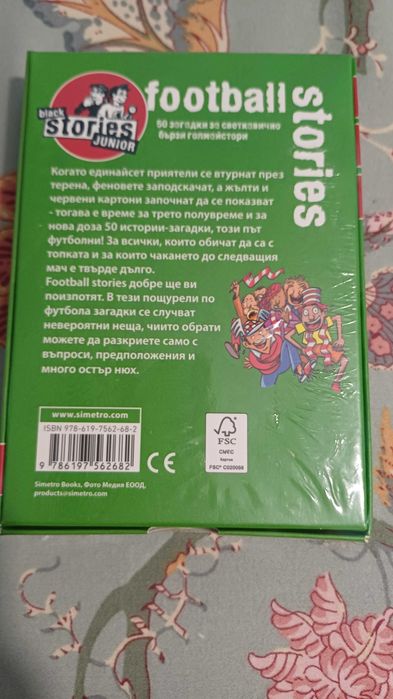 black
stories
JUNIOR
football
stories
50 загадки за светкавично
бързи голмайстори
Когато единайсет приятели се втурнат през
терена, феновете заподскачат, а жълти и
червени картони започнат да се показват
- тогава е време за трето полувреме и за
нова доза 50 истории-загадки, този път
футболни! За всички, които обичат да са с
топката и за които чакането до следващия
мач е твърде дълго.
Football stories добре ще ви
поизпотят. В тези пощурели по
футбола загадки се случват
невероятни неща, чиито обрати
можете да разкриете само с
въпроси, предположения и
много остър нюх.
www.simetro.com
ISBN 978-619-7562-68-2
9 786197 562682
CE
FSC
СМЕС
Картон
FSC® C020056
Simetro Books, Фото Медия ЕООД,
products@simetro.com